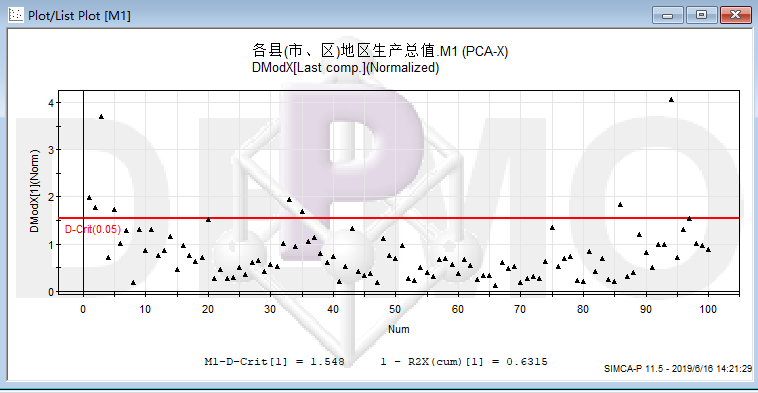 Plot/List Plot [M1]
各县(市、区)地区生产总值.M1 (PCA-X)
DModX[Last comp.](Normalized)
DModX[1](Norm)
4
3
2
1
0
D-Crit(0.05)
0 10 20 30 40 50 60 70 80 90 100
Num
M1-D-Crit[1] = 1.548 1 - R2X(cum)[1] = 0.6315
SIMCA-P 11.5 - 2019/6/16 14:21:29